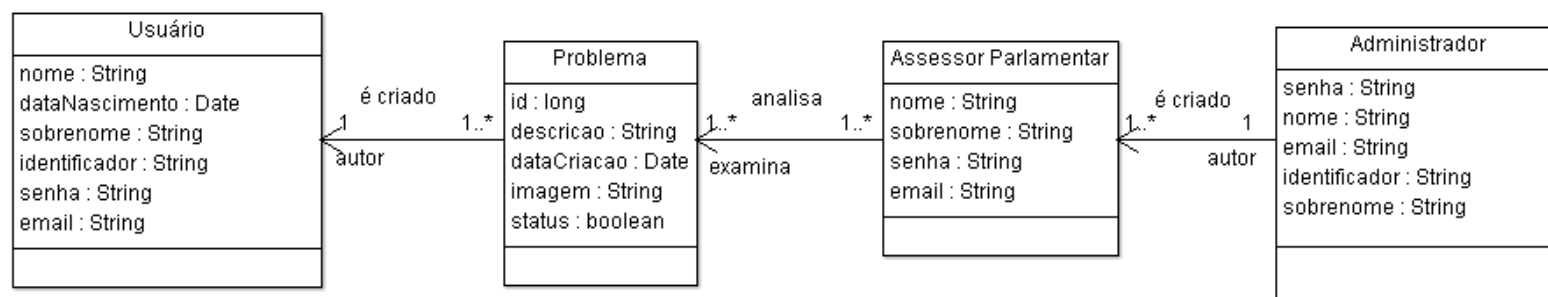 Usuário
nome : String
dataNascimento : Date
sobrenome : String
identificador : String
senha : String
email : String
é criado
1
1..*
autor
Problema
id : long
descricao : String
dataCriacao : Date
imagem : String
status : boolean
analisa
1..*
1..*
examina
Assessor Parlamentar
nome : String
sobrenome : String
senha : String
email : String
é criado
1..*
1
autor
Administrador
senha : String
nome : String
email : String
identificador : String
sobrenome : String